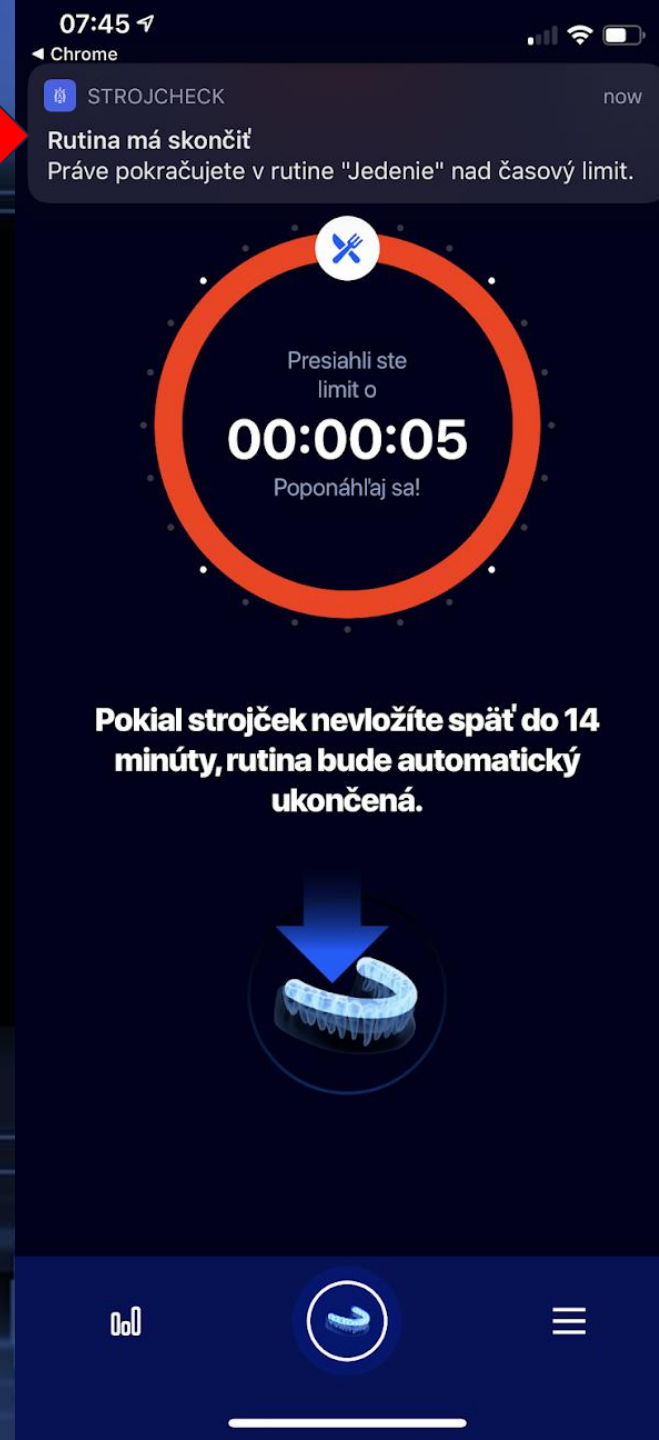 07:45
◀ Chrome
STROJCHECK now
Rutina má skončiť
Práve pokračujete v rutine "Jedenie" nad časový limit.
Presiahli ste
limit o
00:00:05
Poponáhľaj sa!
Pokial strojček nevložíte späť do 14
minúty, rutina bude automatický
ukončená.